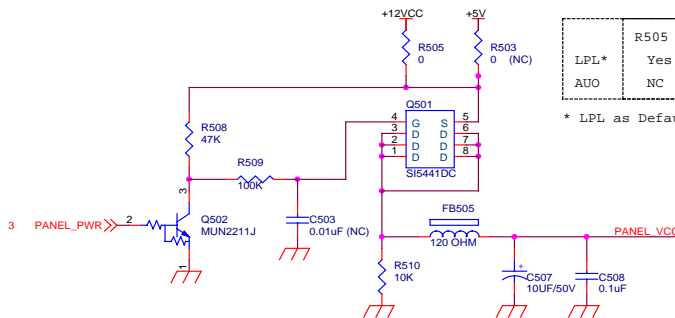 +12VCC
+5V
R505
0
R503
0 (NC)
R505
LPL* Yes
AUO NC
* LPL as Defau
Q501
4 G S 5
3 D D 6
2 D D 7
1 D D 8
SI5441DC
R508
47K
R509
100K
3
3 PANEL_PWR 2
Q502
MUN2211J
1
C503
0.01uF (NC)
FB505
120 OHM
PANEL_VCC
R510
10K
+
C507
10UF/50V
C508
0.1uF